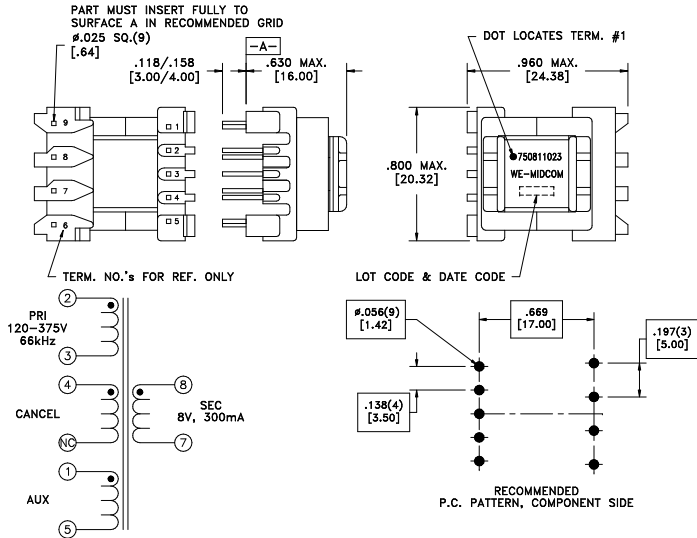 PART MUST INSERT FULLY TO
SURFACE A IN RECOMMENDED GRID
ø.025 SQ.(9)
[.64]
.118/.158
[3.00/4.00]
-A-
.630 MAX.
[16.00]
DOT LOCATES TERM. #1
.960 MAX.
[24.38]
9
8
7
6
1
2
3
4
5
.800 MAX.
[20.32]
750811023
WE-MIDCOM
TERM. NO.'s FOR REF. ONLY
LOT CODE & DATE CODE
2
PRI
120-375V
66kHz
3
4
CANCEL
NC
1
AUX
5
8
SEC
8V, 300mA
7
ø.056(9)
[1.42]
.669
[17.00]
.197(3)
[5.00]
.138(4)
[3.50]
RECOMMENDED
P.C. PATTERN, COMPONENT SIDE